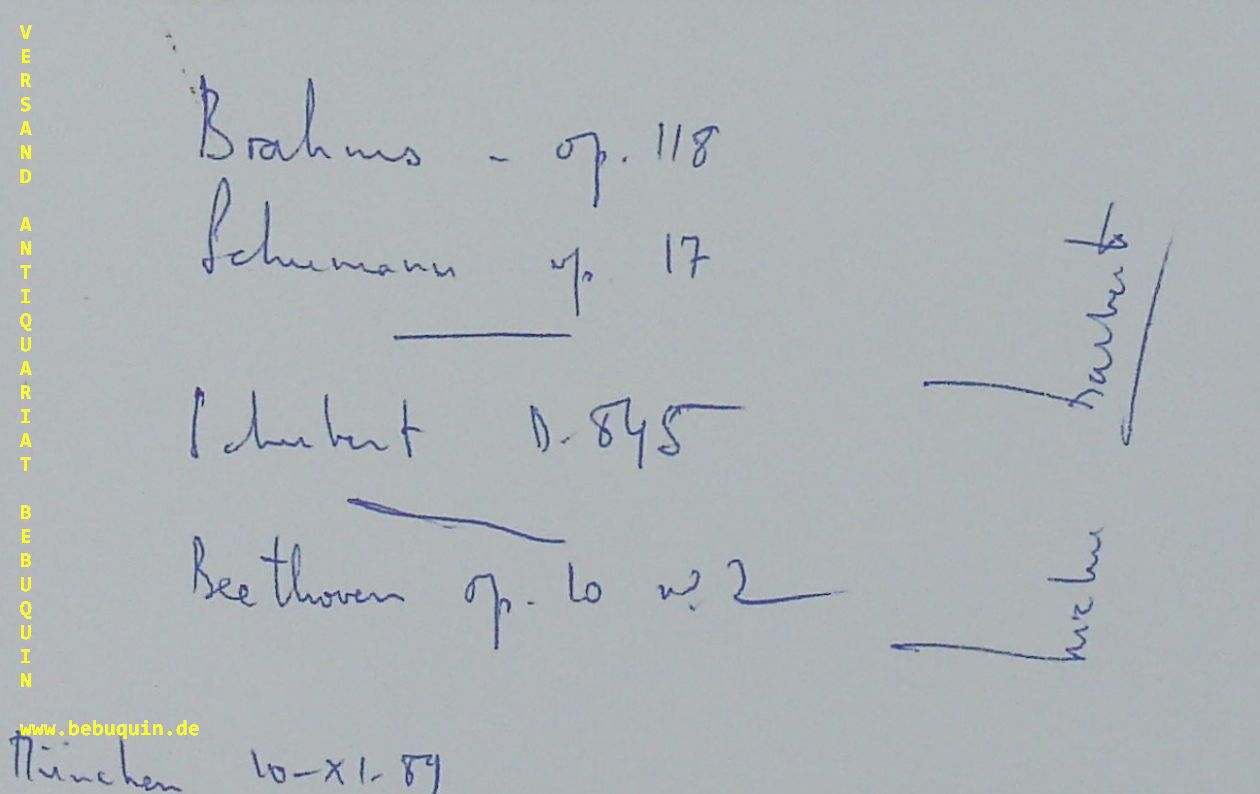 Brahms - op. 118
Schumann op 17
Schubert D. 845
Beethoven op. 10 nº. 2
München 10-XI-89
VERSAND ANTIQUARIAT BEBUQUIN
www.bebuquin.de